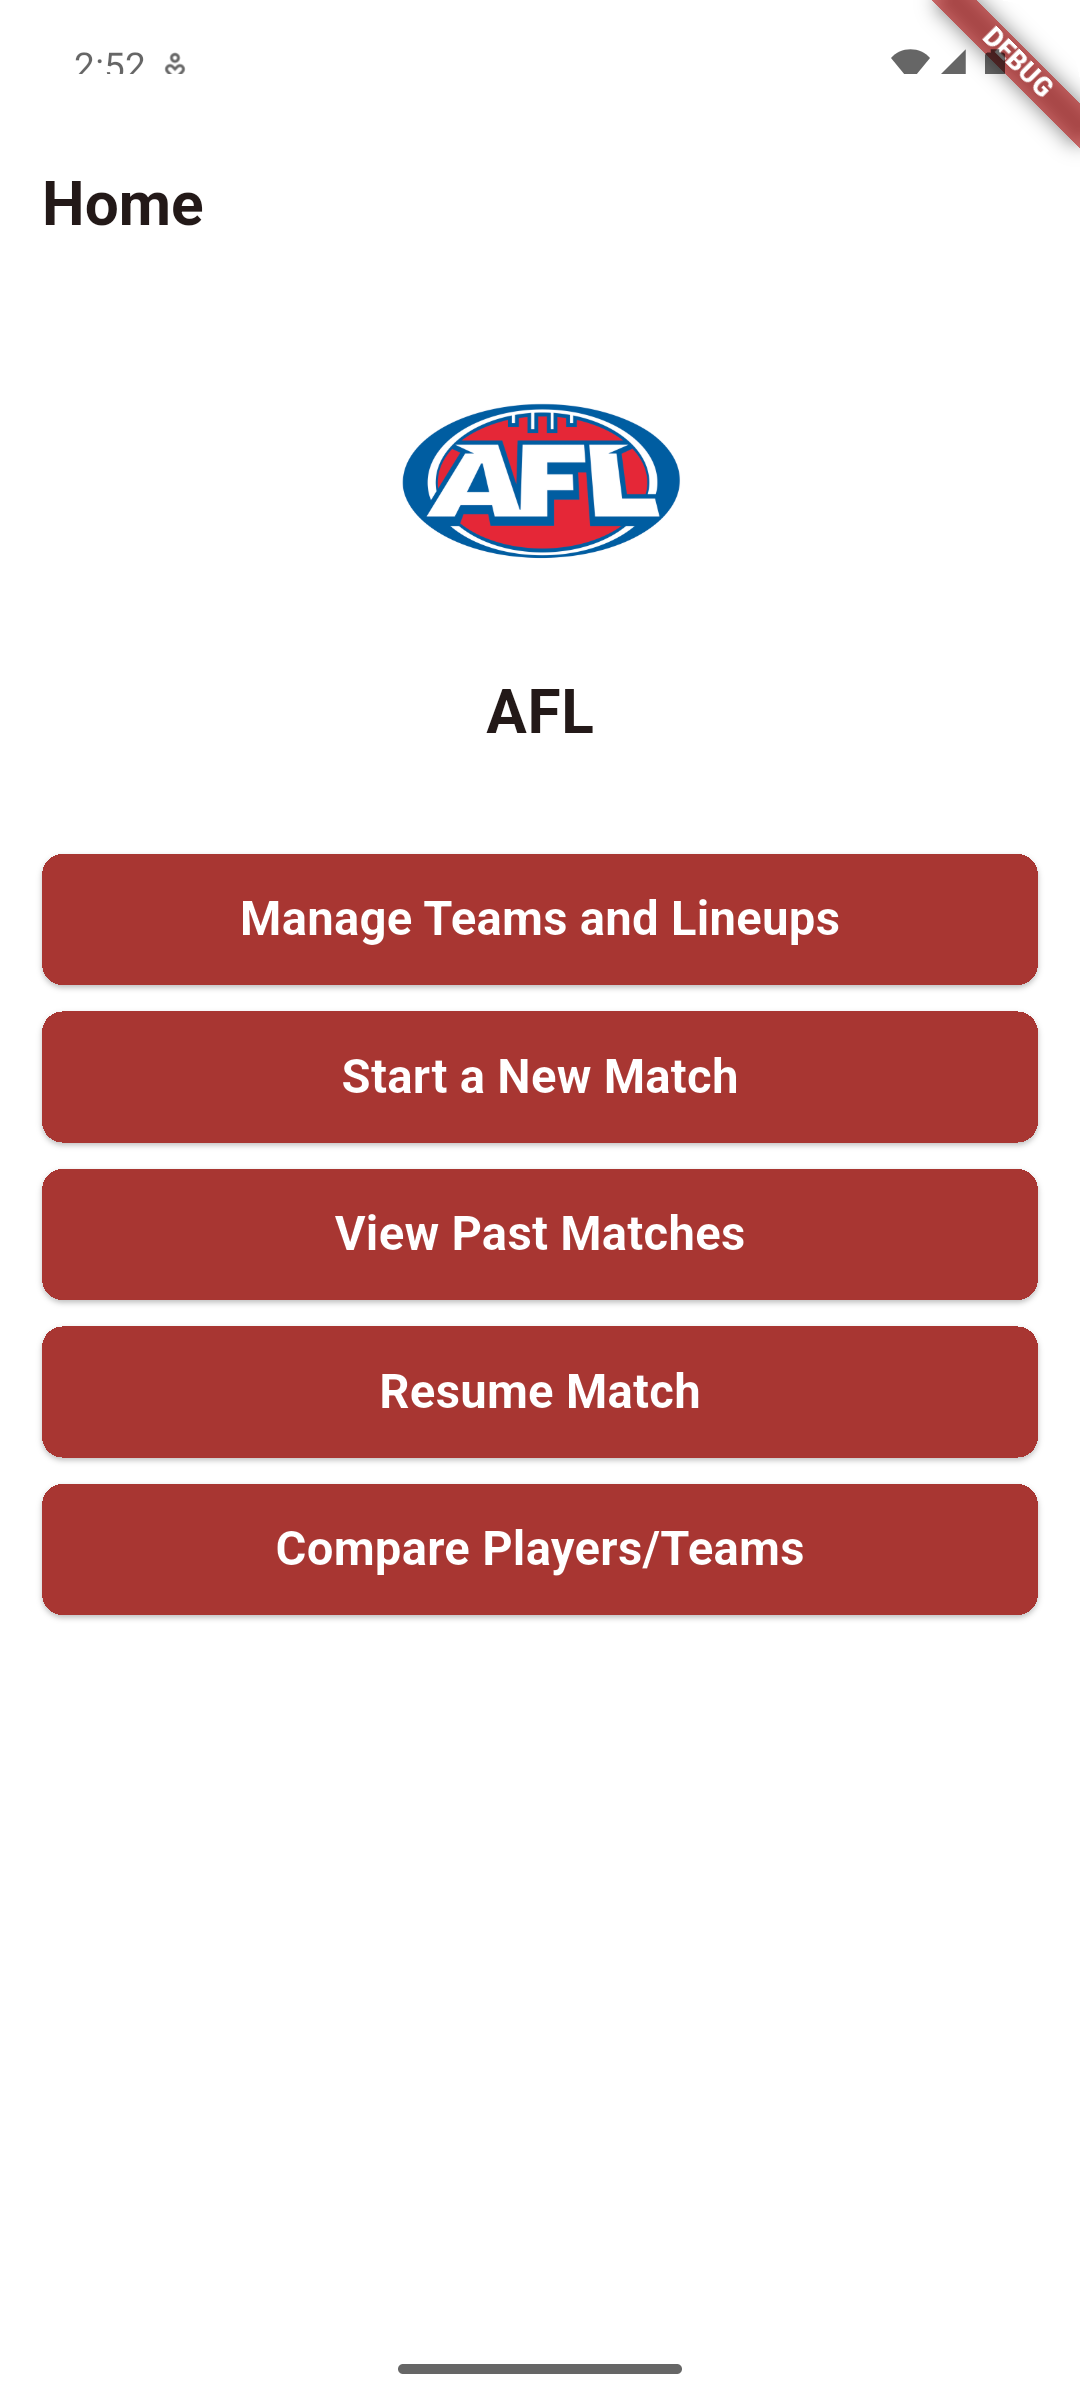 2:52
DEBUG
Home
AFL
AFL
Manage Teams and Lineups
Start a New Match
View Past Matches
Resume Match
Compare Players/Teams